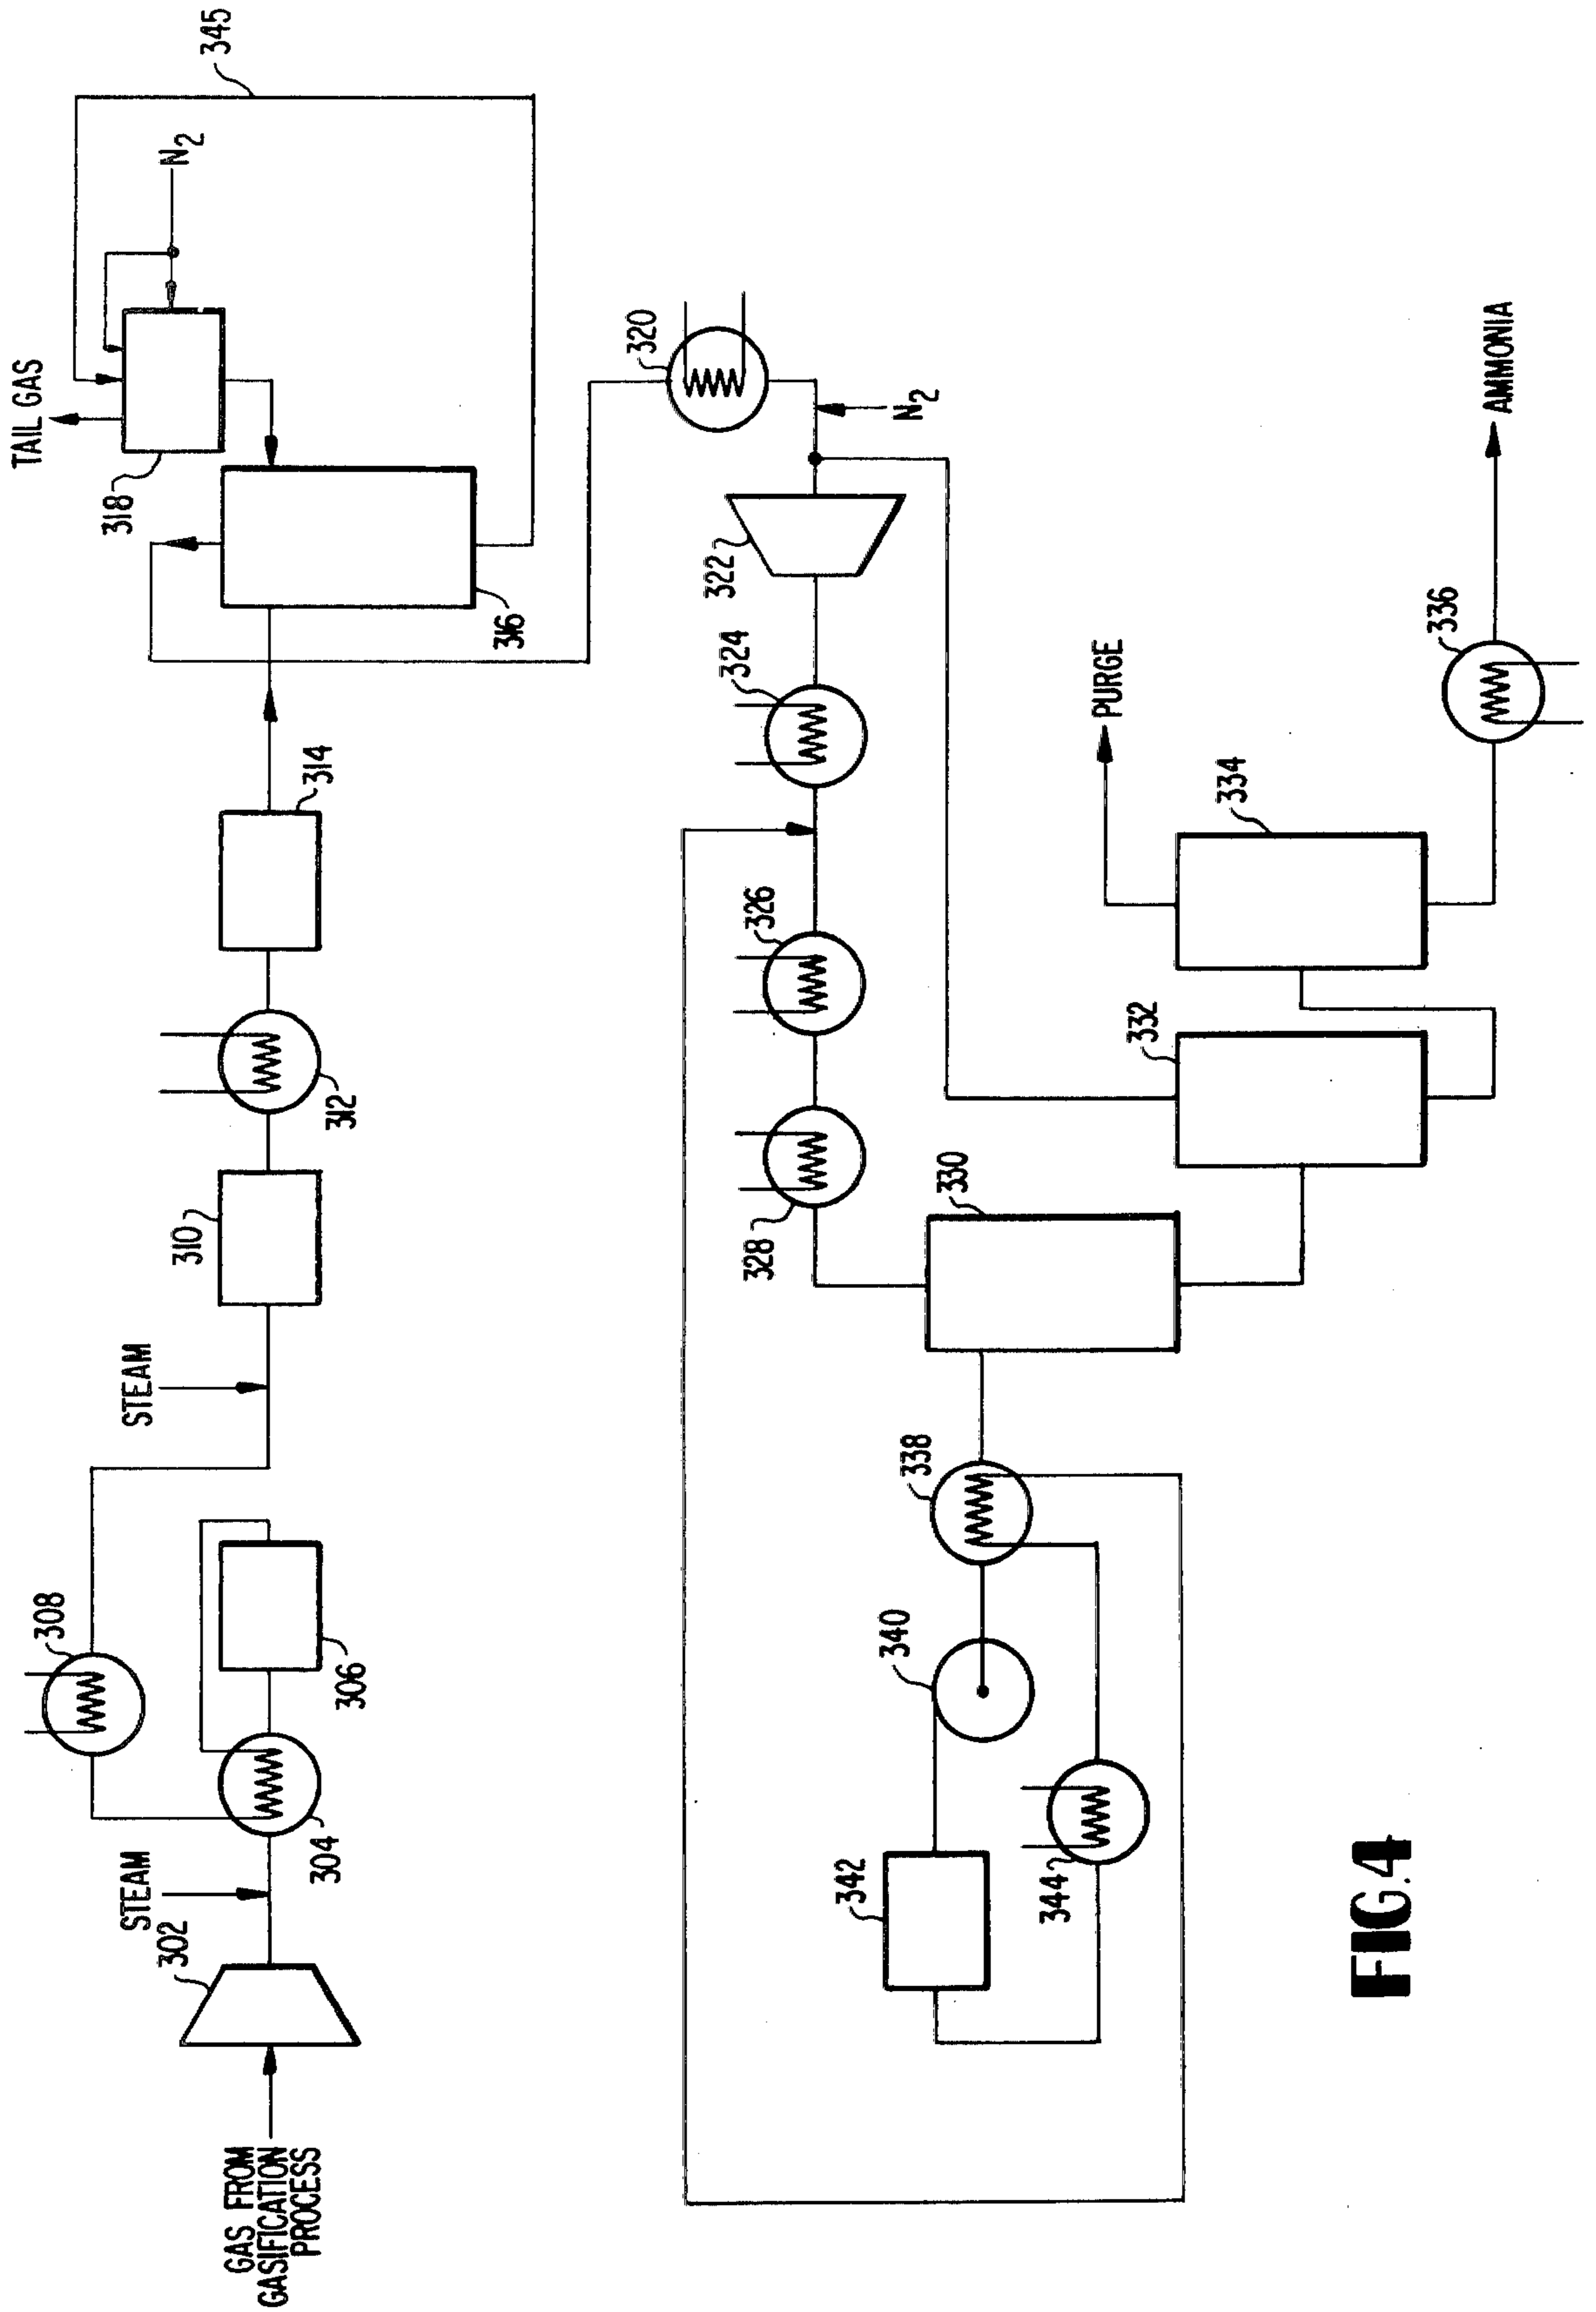 GAS FROM
GASIFICATION
PROCESS
302
STEAM
304
306
308
STEAM
310
312
314
316
318
TAIL GAS
N2
345
320
N2
322
324
326
328
330
332
334
PURGE
336
AMMONIA
338
340
342
344
FIG.4